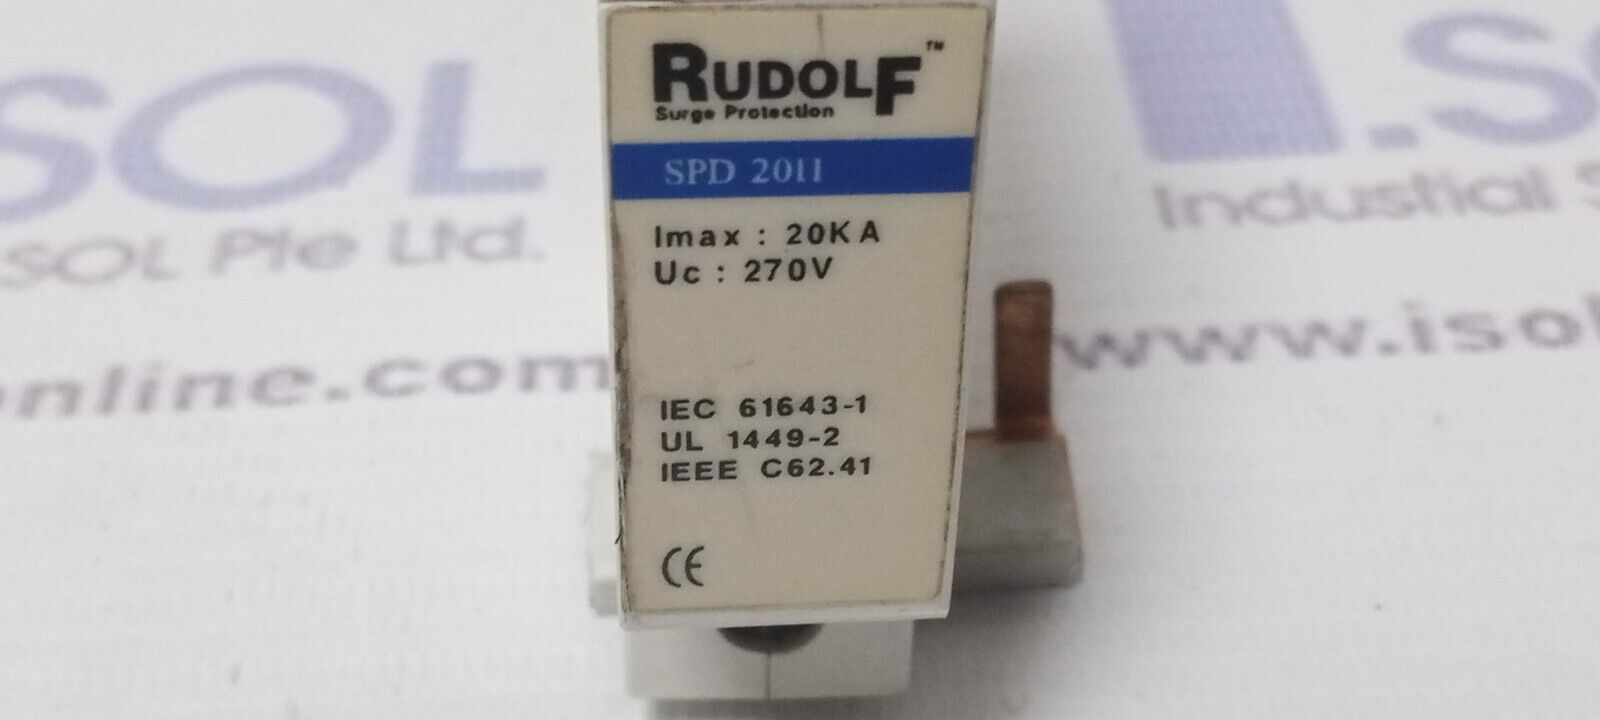 RUDOLF™
Surge Protection
SPD 2011
Imax : 20KA
Uc : 270V
IEC 61643-1
UL 1449-2
IEEE C62.41
CE
SOL
SOL Pte Ltd.
nline.com
I.S
Industrial S
www.isol